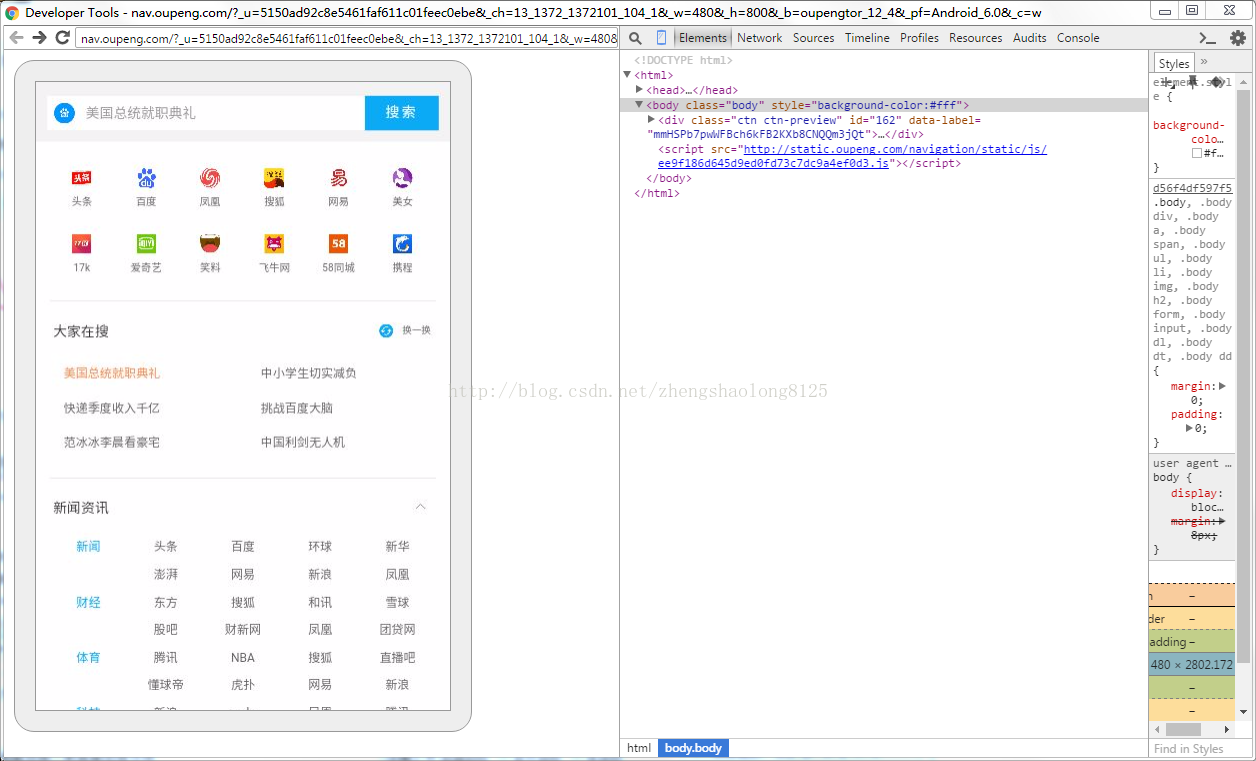 Developer Tools - nav.oupeng.com/?_u=5150ad92c8e5461faf611c01feec0ebe&_ch=13_1372_1372101_104_1&_w=480&_h=800&_b=oupengtor_12_4&_pf=Android_6.0&_c=w
nav.oupeng.com/?_u=5150ad92c8e5461faf611c01feec0ebe&_ch=13_1372_1372101_104_1&_w=480&
Elements Network Sources Timeline Profiles Resources Audits Console
美国总统就职典礼 搜索
头条 百度 凤凰 搜狐 网易 美女
17k 爱奇艺 笑料 飞牛网 58同城 携程
大家在搜 换一换
美国总统就职典礼 中小学生切实减负
快递季度收入千亿 挑战百度大脑
范冰冰李晨看豪宅 中国利剑无人机
新闻资讯
新闻 头条 百度 环球 新华
澎湃 网易 新浪 凤凰
财经 东方 搜狐 和讯 雪球
股吧 财新网 凤凰 团贷网
体育 腾讯 NBA 搜狐 直播吧
懂球帝 虎扑 网易 新浪
<!DOCTYPE html>
<html>
<head>…</head>
<body class="body" style="background-color:#fff">
<div class="ctn ctn-preview" id="162" data-label=
"mmHSPb7pwWFBch6kFB2KXb8CNQQm3jQt">…</div>
<script src="http://static.oupeng.com/navigation/static/js/
ee9f186d645d9ed0fd73c7dc9a4ef0d3.js"></script>
</body>
</html>
http://blog.csdn.net/zhengshaolong8125
html body.body
Styles »
element.styl
e {
background-
colo…
#f…
}
d56f4df597f5
.body, .body
div, .body
a, .body
span, .body
ul, .body
li, .body
img, .body
h2, .body
form, .body
input, .body
dl, .body
dt, .body dd
{
margin:
0;
padding:
0;
}
user agent …
body {
display:
bloc…
margin:
8px;
}
n –
der –
adding –
480 × 2802.172
–
–
Find in Styles